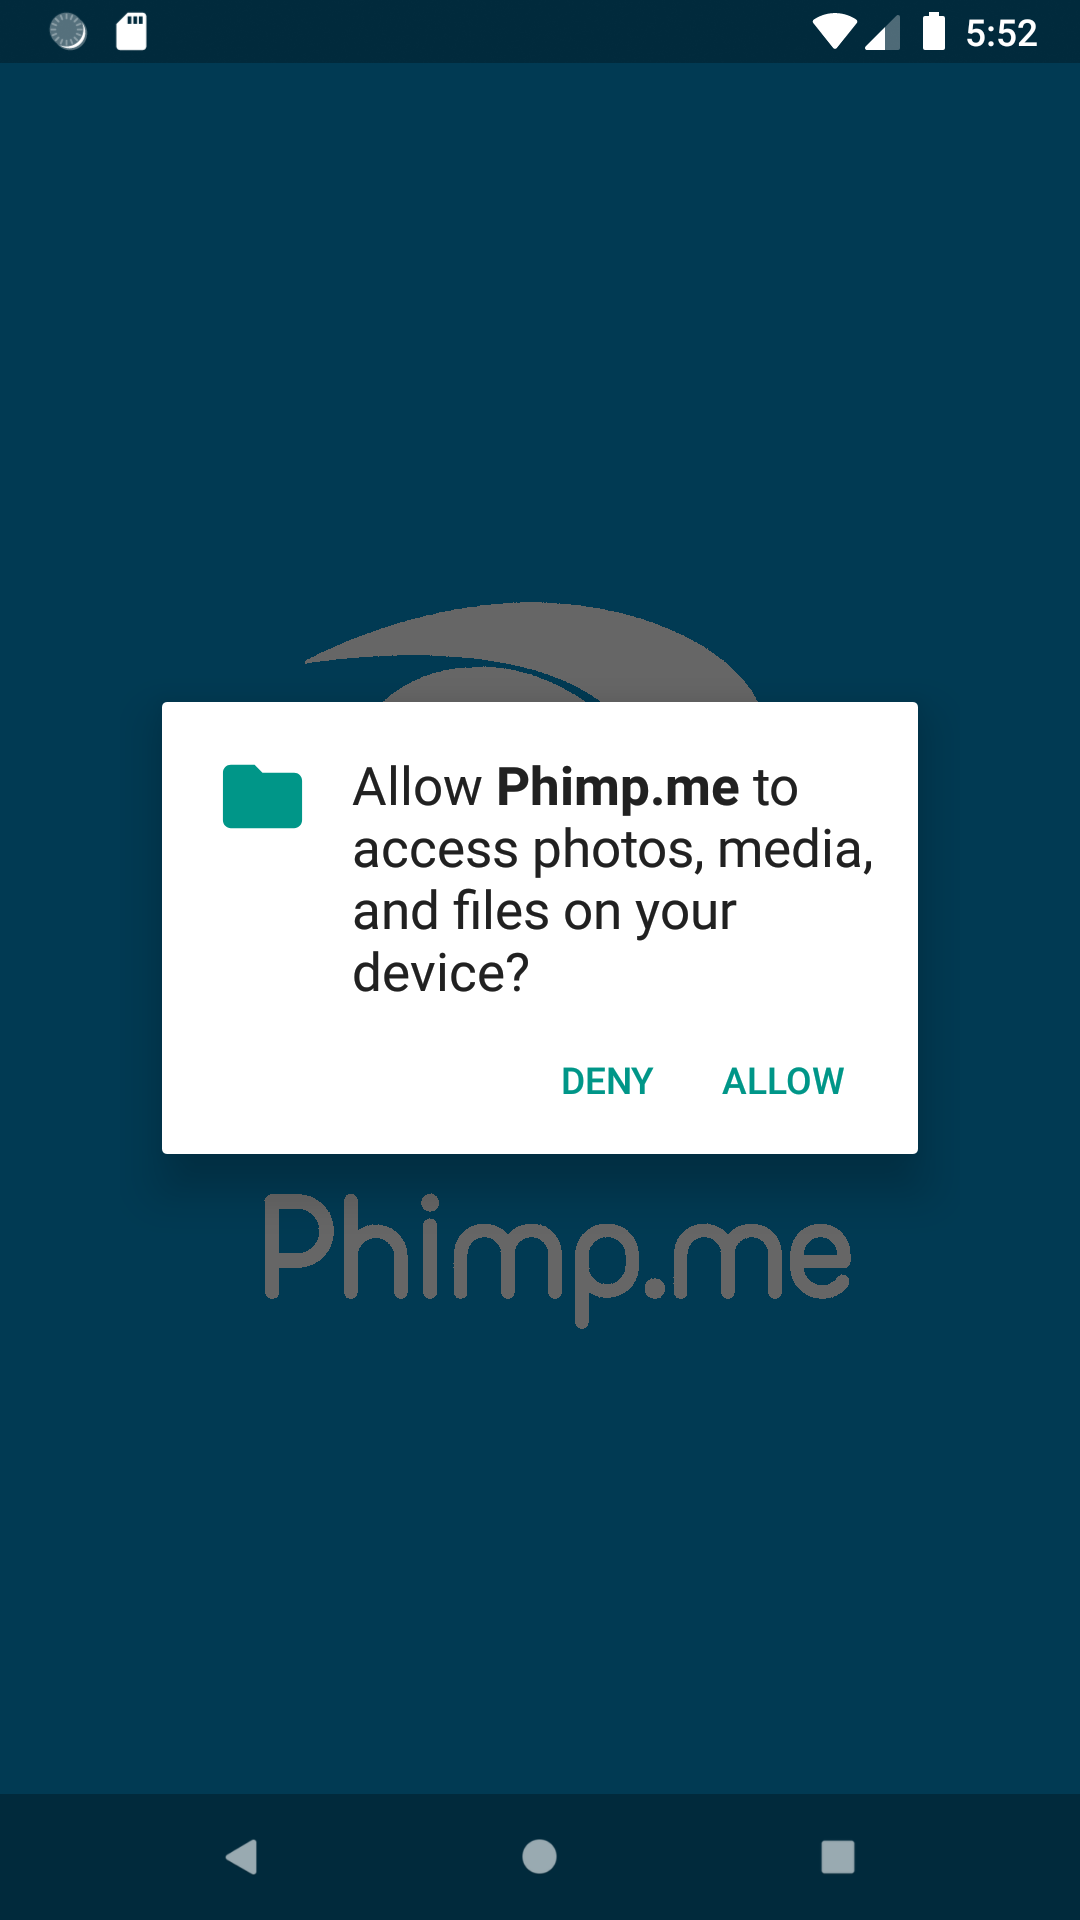 5:52
Allow Phimp.me to
access photos, media,
and files on your
device?
DENY ALLOW
Phimp.me